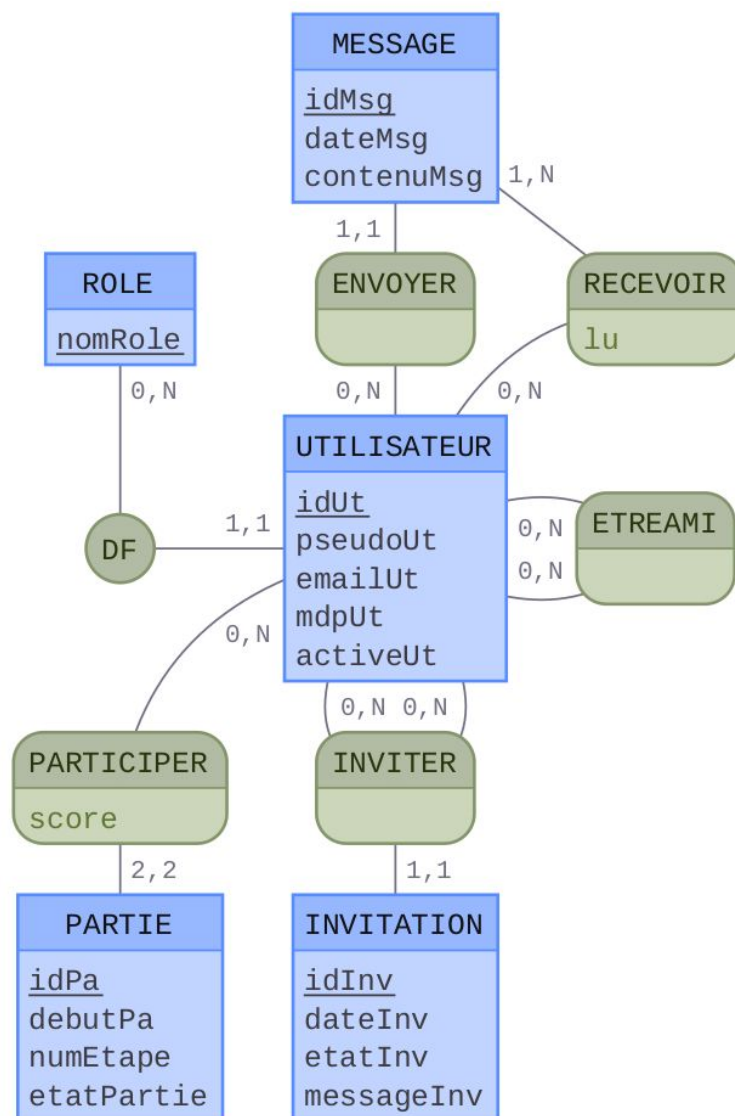 MESSAGE
idMsg
dateMsg
contenuMsg
1,N
1,1
ROLE
nomRole
ENVOYER
RECEVOIR
lu
0,N
0,N
0,N
UTILISATEUR
idUt
pseudoUt
emailUt
mdpUt
activeUt
ETREAMI
0,N
0,N
DF
1,1
0,N
0,N 0,N
PARTICIPER
score
INVITER
2,2
1,1
PARTIE
idPa
debutPa
numEtape
etatPartie
INVITATION
idInv
dateInv
etatInv
messageInv